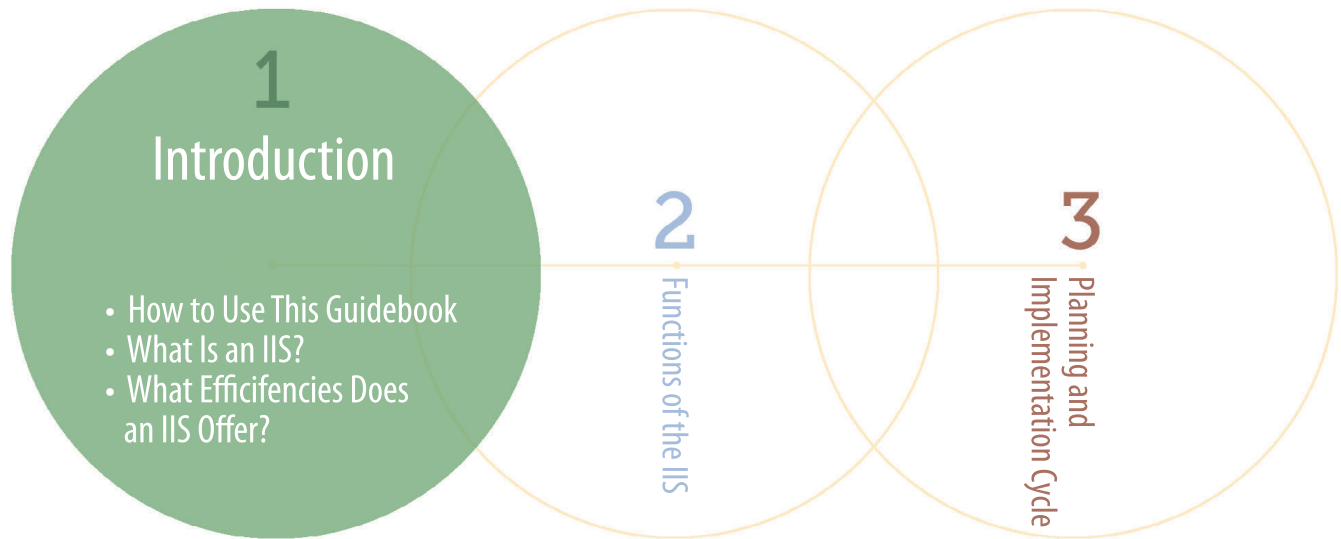 1
Introduction
• How to Use This Guidebook
• What Is an IIS?
• What Efficifencies Does
an IIS Offer?
2
Functions of the IIS
3
Planning and
Implementation Cycle